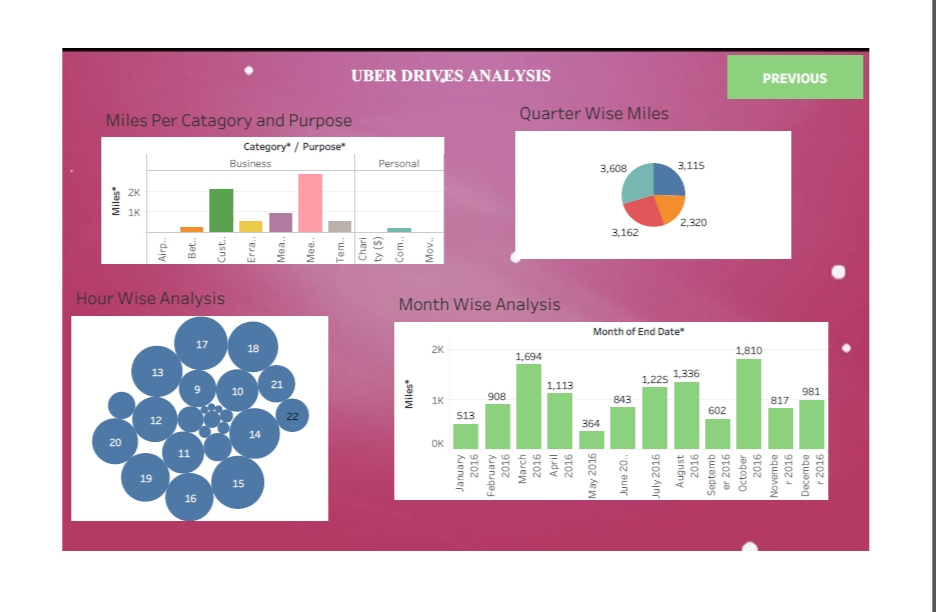 UBER DRIVES ANALYSIS
PREVIOUS
Miles Per Catagory and Purpose
Category* / Purpose*
Business
Personal
Miles*
2K
1K
Airp..
Bet..
Cust..
Erra..
Mea..
Mee..
Tem..
Chari
ty ($)
Com..
Mov..
Quarter Wise Miles
3,608
3,115
3,162
2,320
Hour Wise Analysis
17
18
13
9
10
21
12
22
20
14
11
19
15
16
Month Wise Analysis
Month of End Date*
Miles*
2K
1K
0K
513
908
1,694
1,113
364
843
1,225
1,336
602
1,810
817
981
January
2016
February
2016
March
2016
April
2016
May 2016
June 20..
July 2016
August
2016
Septemb
er 2016
October
2016
Novembe
r 2016
Decembe
r 2016